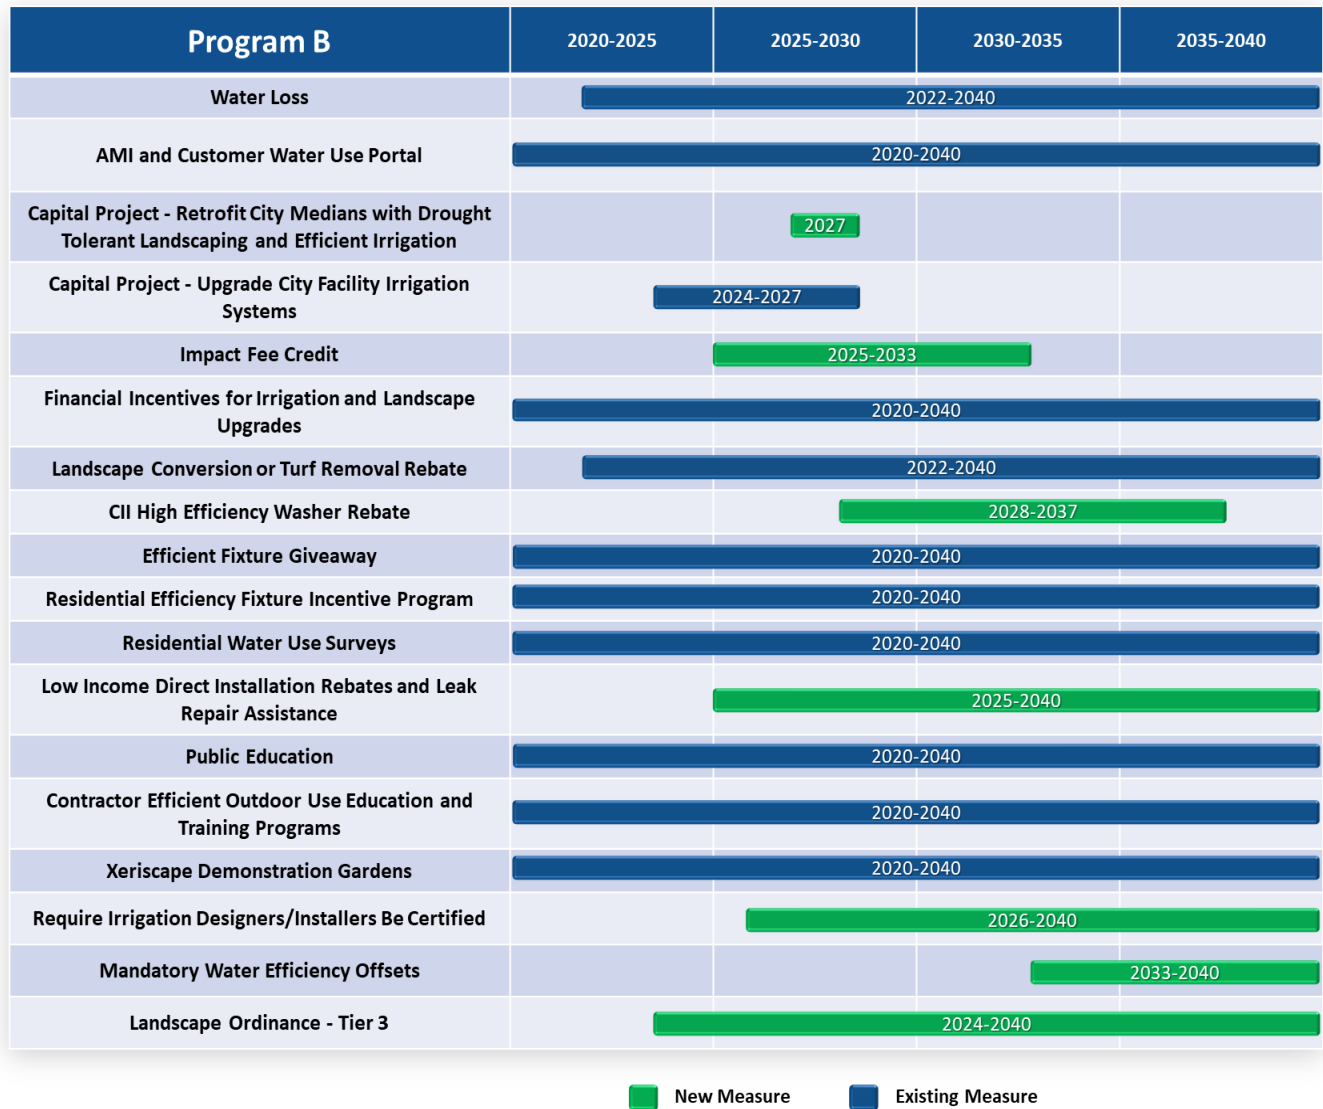 Program B 2020-2025 2025-2030 2030-2035 2035-2040
Water Loss 2022-2040
AMI and Customer Water Use Portal 2020-2040
Capital Project - Retrofit City Medians with Drought
Tolerant Landscaping and Efficient Irrigation
2027
Capital Project - Upgrade City Facility Irrigation
Systems
2024-2027
Impact Fee Credit 2025-2033
Financial Incentives for Irrigation and Landscape
Upgrades
2020-2040
Landscape Conversion or Turf Removal Rebate 2022-2040
CII High Efficiency Washer Rebate 2028-2037
Efficient Fixture Giveaway 2020-2040
Residential Efficiency Fixture Incentive Program 2020-2040
Residential Water Use Surveys 2020-2040
Low Income Direct Installation Rebates and Leak
Repair Assistance
2025-2040
Public Education 2020-2040
Contractor Efficient Outdoor Use Education and
Training Programs
2020-2040
Xeriscape Demonstration Gardens 2020-2040
Require Irrigation Designers/Installers Be Certified 2026-2040
Mandatory Water Efficiency Offsets 2033-2040
Landscape Ordinance - Tier 3 2024-2040
New Measure Existing Measure